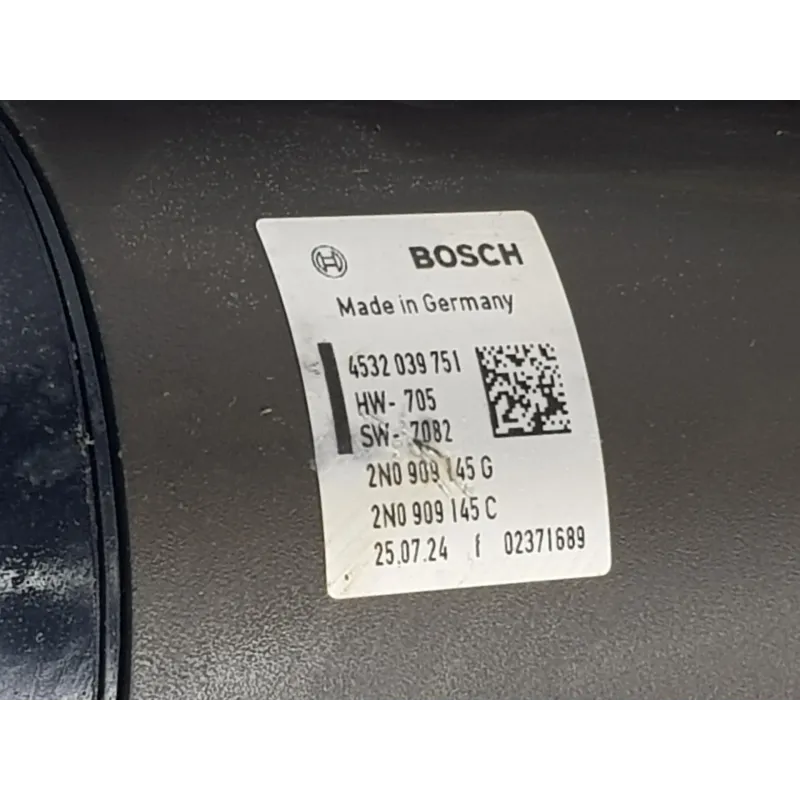 BOSCH
Made in Germany
4532 039 751
HW- 705
SW- 7082
2N0 909 145 G
2N0 909 145 C
25.07.24 f 02371689